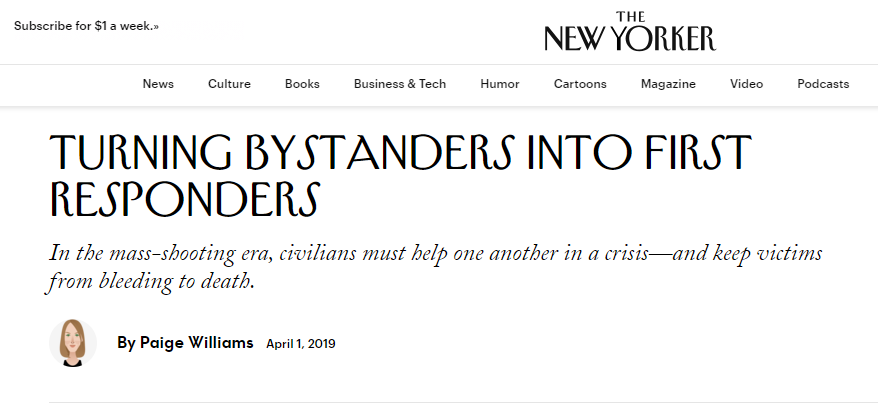 Subscribe for $1 a week.»
THE
NEW YORKER
News Culture Books Business & Tech Humor Cartoons Magazine Video Podcasts
TURNING BYSTANDERS INTO FIRST
RESPONDERS
In the mass-shooting era, civilians must help one another in a crisis—and keep victims
from bleeding to death.
By Paige Williams April 1, 2019